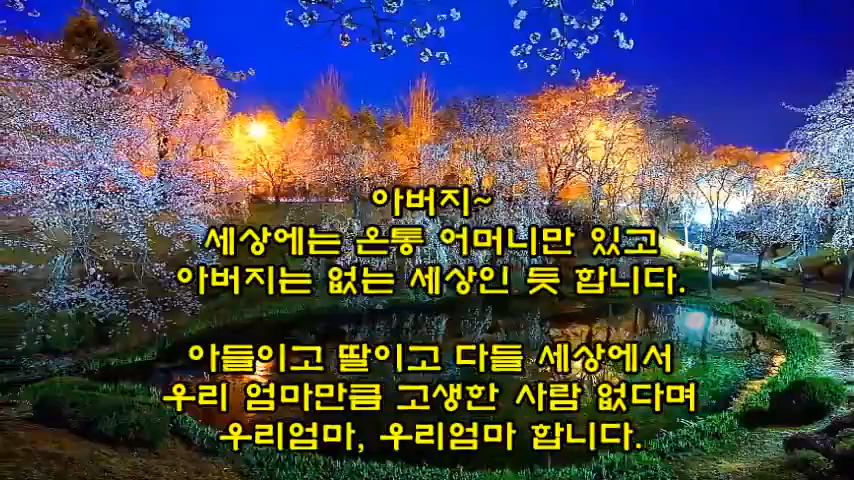 아버지~
세상에는 온통 어머니만 있고
아버지는 없는 세상인 듯 합니다.
아들이고 딸이고 다들 세상에서
우리 엄마만큼 고생한 사람 없다며
우리엄마, 우리엄마 합니다.